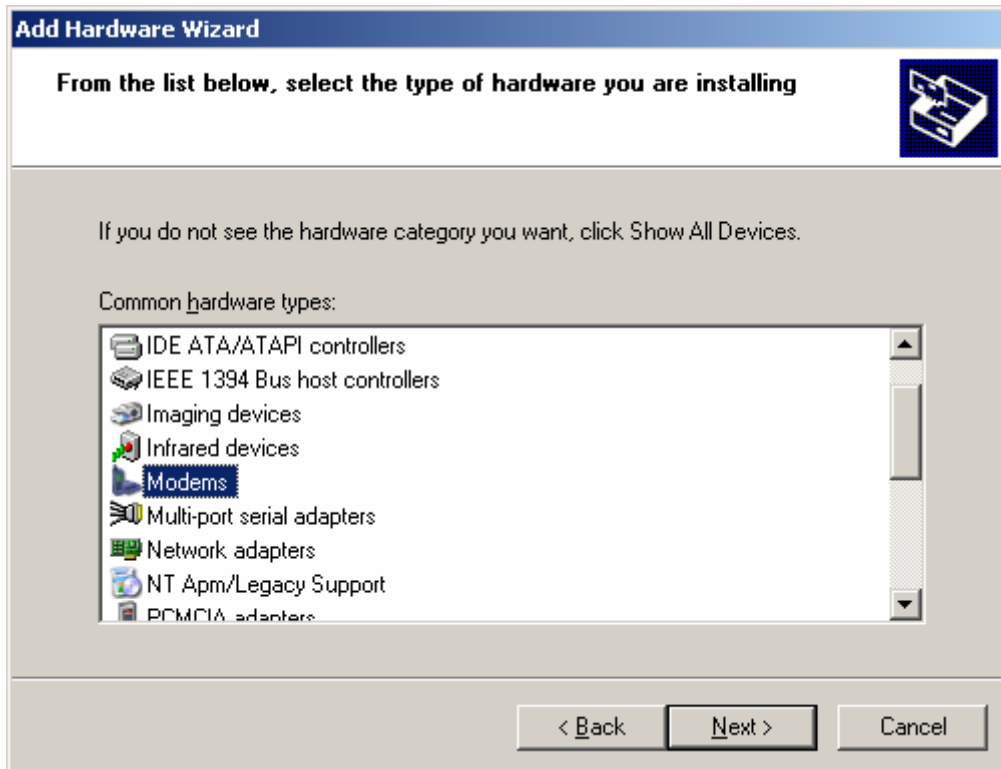 Add Hardware Wizard
From the list below, select the type of hardware you are installing
If you do not see the hardware category you want, click Show All Devices.
Common hardware types:
IDE ATA/ATAPI controllers
IEEE 1394 Bus host controllers
Imaging devices
Infrared devices
Modems
Multi-port serial adapters
Network adapters
NT Apm/Legacy Support
PCMCIA adapters
< Back
Next >
Cancel